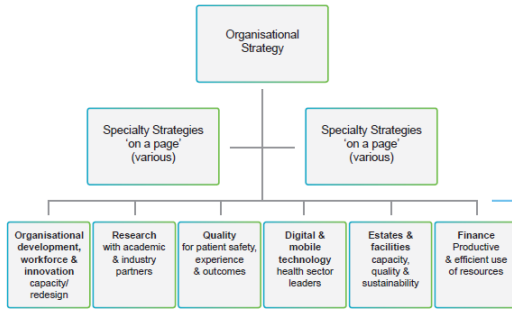 Organisational
Strategy
Specialty Strategies
'on a page'
(various)
Specialty Strategies
'on a page'
(various)
Organisational
development,
workforce &
innovation
capacity/
redesign
Research
with academic
& industry
partners
Quality
for patient safety,
experience
& outcomes
Digital &
mobile
technology
health sector
leaders
Estates &
facilities
capacity,
quality &
sustainability
Finance
Productive
& efficient use
of resources